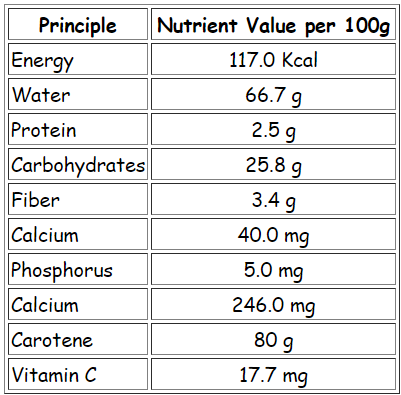 Principle Nutrient Value per 100g
Energy 117.0 Kcal
Water 66.7 g
Protein 2.5 g
Carbohydrates 25.8 g
Fiber 3.4 g
Calcium 40.0 mg
Phosphorus 5.0 mg
Calcium 246.0 mg
Carotene 80 g
Vitamin C 17.7 mg